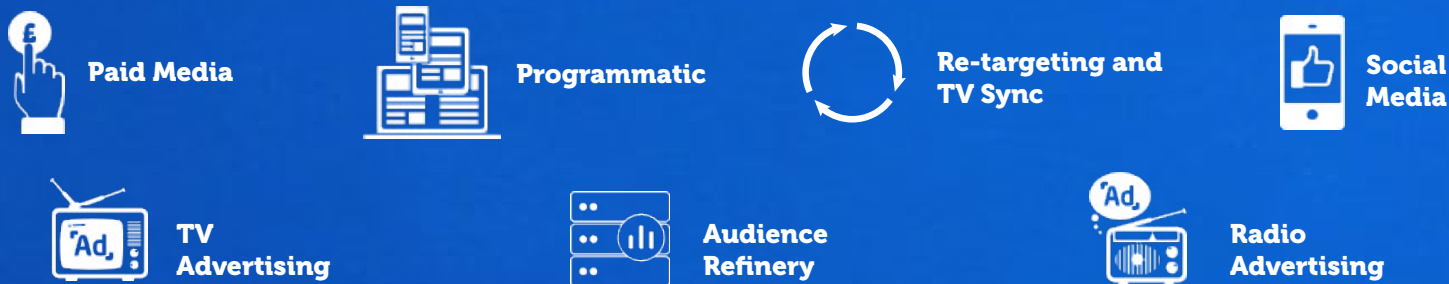 £
Paid Media
Programmatic
Re-targeting and
TV Sync
Social
Media
Ad
TV
Advertising
Audience
Refinery
Ad
Radio
Advertising